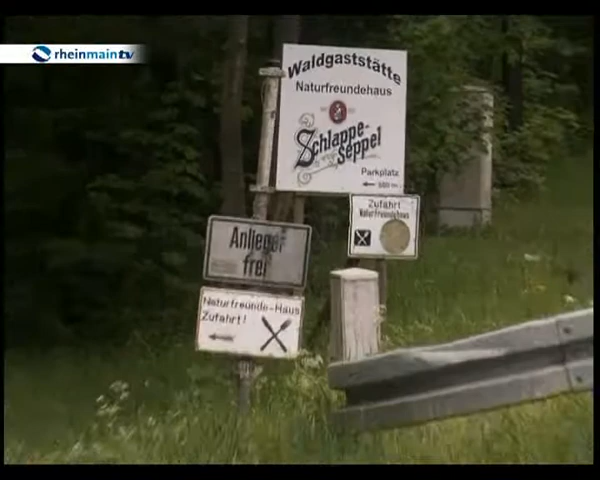 rheinmaintv
Waldgaststätte
Naturfreundehaus
Schlappe-
Seppel
Parkplatz
Zufahrt
Naturfreundehaus
Anlieger
frei
Naturfreunde-Haus
Zufahrt!